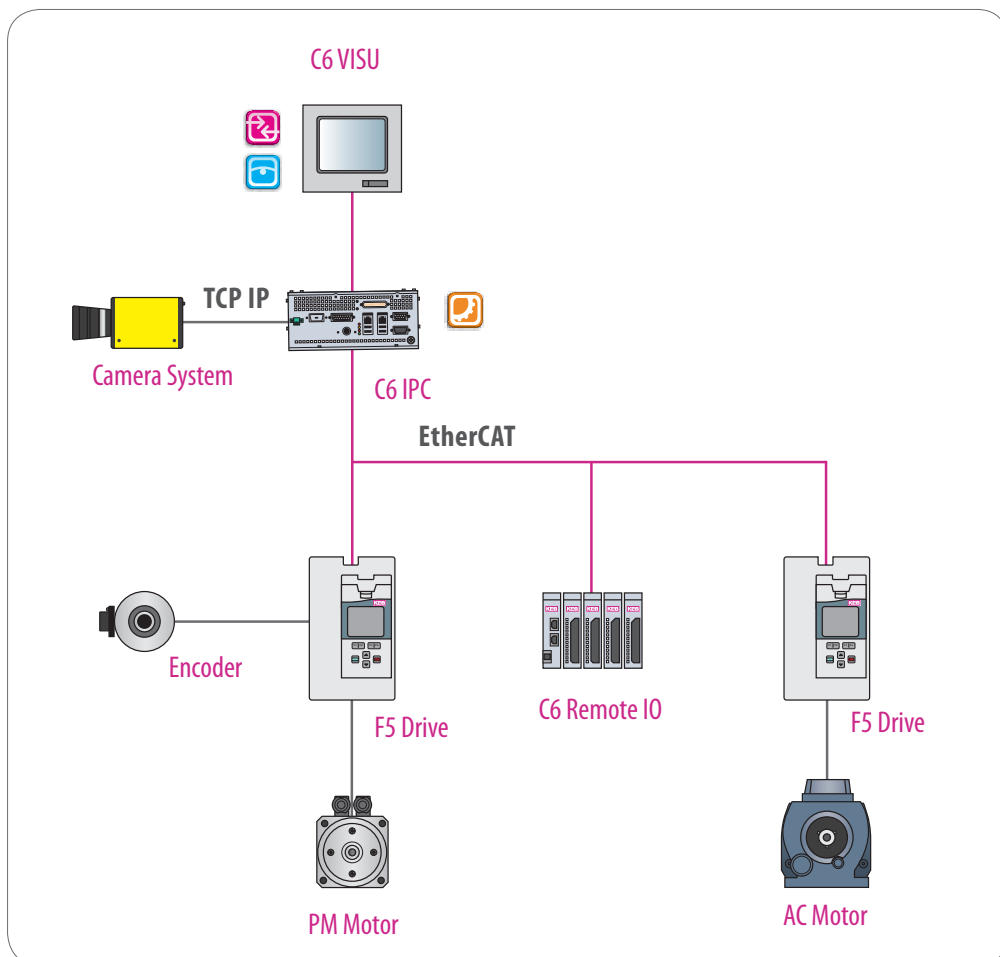 C6 VISU
TCP IP
Camera System
C6 IPC
EtherCAT
Encoder
F5 Drive
C6 Remote IO
F5 Drive
PM Motor
AC Motor